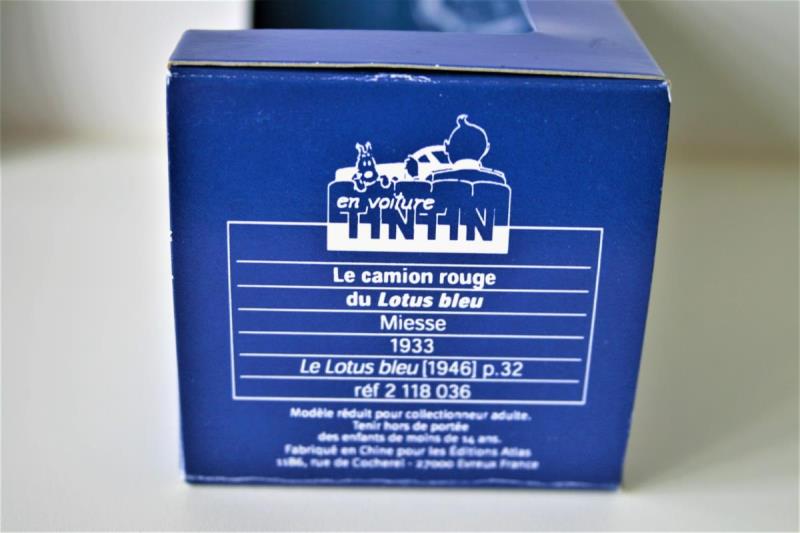 en voiture
TINTIN
Le camion rouge
du Lotus bleu
Miesse
1933
Le Lotus bleu [1946] p.32
réf 2 118 036
Modèle réduit pour collectionneur adulte.
Tenir hors de portée
des enfants de moins de 14 ans.
Fabriqué en Chine pour les Éditions Atlas
1186, rue de Cocherel - 27000 Evreux France